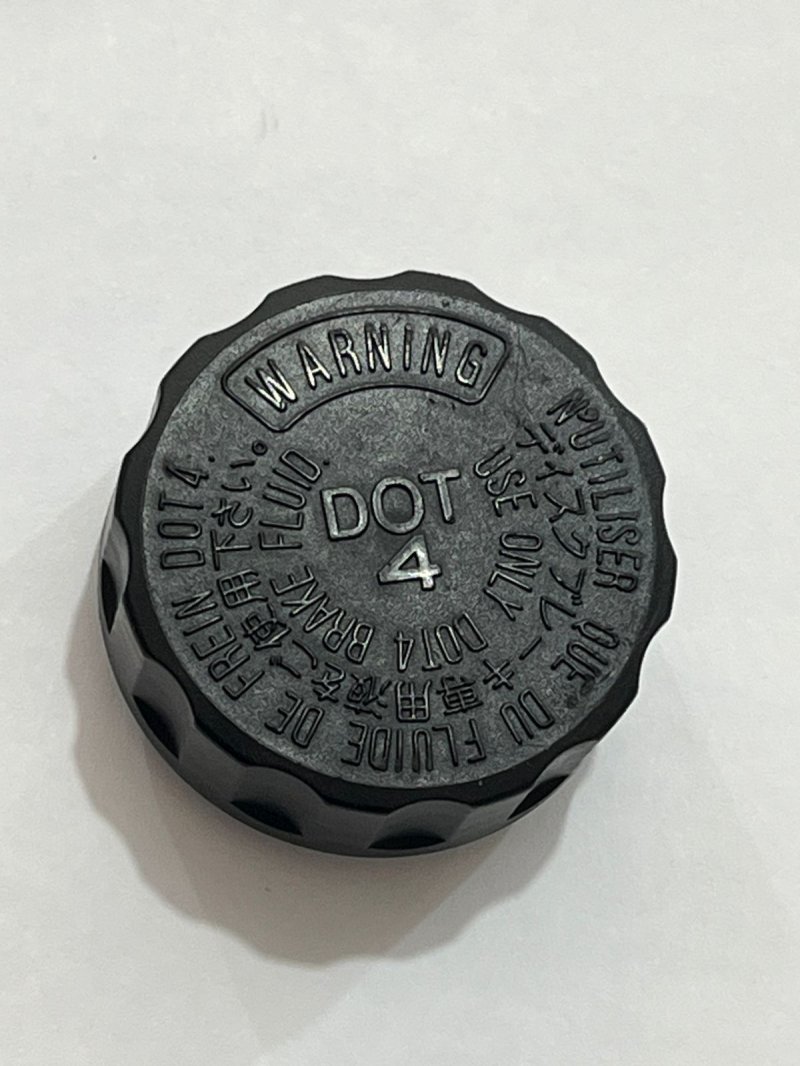 WARNING
DOT
4
USE ONLY DOT4 BRAKE FLUID.
ディスクブレーキ専用液をご使用下さい。
N'UTILISER QUE DU FLUIDE DE FREIN DOT4.